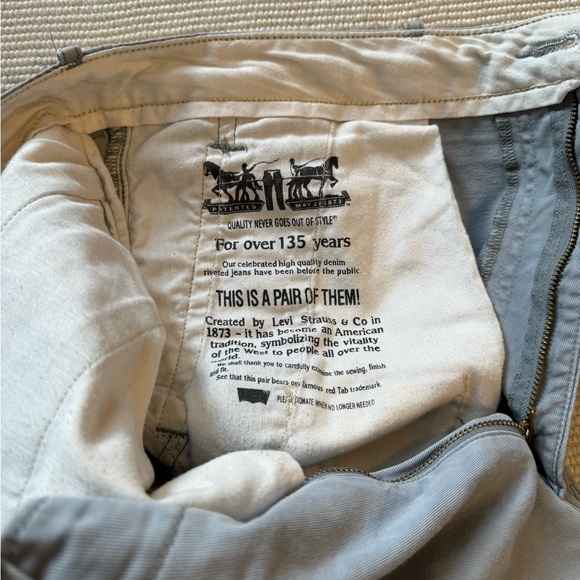 PATENTED MAY 20 1873
QUALITY NEVER GOES OUT OF STYLE®
For over 135 years
Our celebrated high quality denim
riveted jeans have been before the public.
THIS IS A PAIR OF THEM!
Created by Levi Strauss & Co in
1873 - it has become an American
tradition, symbolizing the vitality
of the West to people all over the
world.
We shall thank you to carefully examine the sewing, finish
and fit.
See that this pair bears our famous red Tab trademark
PLEASE DONATE WHEN NO LONGER NEEDED